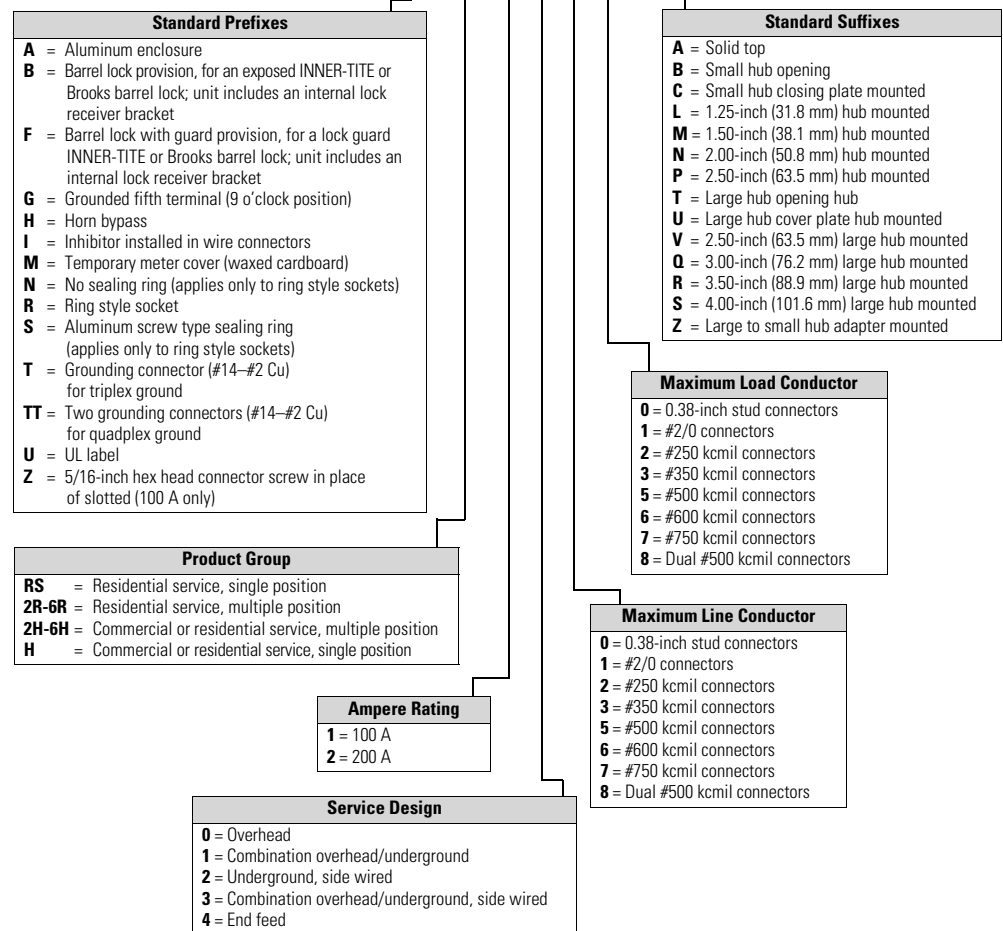 Standard Prefixes
A = Aluminum enclosure
B = Barrel lock provision, for an exposed INNER-TITE or
Brooks barrel lock; unit includes an internal lock
receiver bracket
F = Barrel lock with guard provision, for a lock guard
INNER-TITE or Brooks barrel lock; unit includes an
internal lock receiver bracket
G = Grounded fifth terminal (9 o'clock position)
H = Horn bypass
I = Inhibitor installed in wire connectors
M = Temporary meter cover (waxed cardboard)
N = No sealing ring (applies only to ring style sockets)
R = Ring style socket
S = Aluminum screw type sealing ring
(applies only to ring style sockets)
T = Grounding connector (#14–#2 Cu)
for triplex ground
TT = Two grounding connectors (#14–#2 Cu)
for quadplex ground
U = UL label
Z = 5/16-inch hex head connector screw in place
of slotted (100 A only)
Standard Suffixes
A = Solid top
B = Small hub opening
C = Small hub closing plate mounted
L = 1.25-inch (31.8 mm) hub mounted
M = 1.50-inch (38.1 mm) hub mounted
N = 2.00-inch (50.8 mm) hub mounted
P = 2.50-inch (63.5 mm) hub mounted
T = Large hub opening hub
U = Large hub cover plate hub mounted
V = 2.50-inch (63.5 mm) large hub mounted
Q = 3.00-inch (76.2 mm) large hub mounted
R = 3.50-inch (88.9 mm) large hub mounted
S = 4.00-inch (101.6 mm) large hub mounted
Z = Large to small hub adapter mounted
Maximum Load Conductor
0 = 0.38-inch stud connectors
1 = #2/0 connectors
2 = #250 kcmil connectors
3 = #350 kcmil connectors
5 = #500 kcmil connectors
6 = #600 kcmil connectors
7 = #750 kcmil connectors
8 = Dual #500 kcmil connectors
Product Group
RS = Residential service, single position
2R-6R = Residential service, multiple position
2H-6H = Commercial or residential service, multiple position
H = Commercial or residential service, single position
Maximum Line Conductor
0 = 0.38-inch stud connectors
1 = #2/0 connectors
2 = #250 kcmil connectors
3 = #350 kcmil connectors
5 = #500 kcmil connectors
6 = #600 kcmil connectors
7 = #750 kcmil connectors
8 = Dual #500 kcmil connectors
Ampere Rating
1 = 100 A
2 = 200 A
Service Design
0 = Overhead
1 = Combination overhead/underground
2 = Underground, side wired
3 = Combination overhead/underground, side wired
4 = End feed